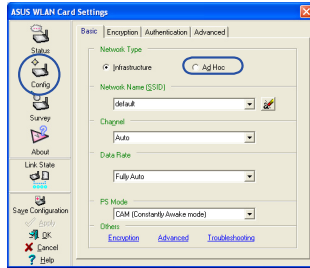 ASUS WLAN Card Settings
Status
Config
Survey
About
Link State
Save Configuration
Apply
OK
Cancel
Help
Basic Encryption Authentication Advanced
Network Type
Infrastructure Ad Hoc
Network Name (SSID)
default
Channel
Auto
Data Rate
Fully Auto
PS Mode
CAM (Constantly Awake mode)
Others
Encryption Advanced Troubleshooting